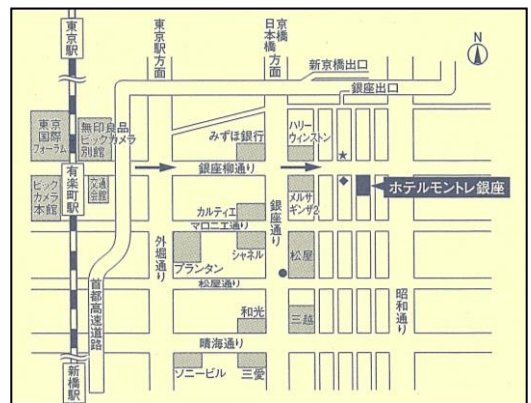 東京駅
東京駅方面
京橋
日本橋
方面
N
新京橋出口
銀座出口
東京
国際
フォーラム
無印良品
ビックカメラ
別館
みずほ銀行
ハリー
ウィンストン
★
銀座柳通り
有楽町駅
ビック
カメラ
本館
交通
会館
◆
ホテルモントレ銀座
カルティエ
メルサ
ギンザ2
マロニエ通り
銀座通り
外堀通り
プランタン
シャネル
松屋
松屋通り
首都高速道路
昭和通り
和光
三越
晴海通り
新橋駅
ソニービル
三愛